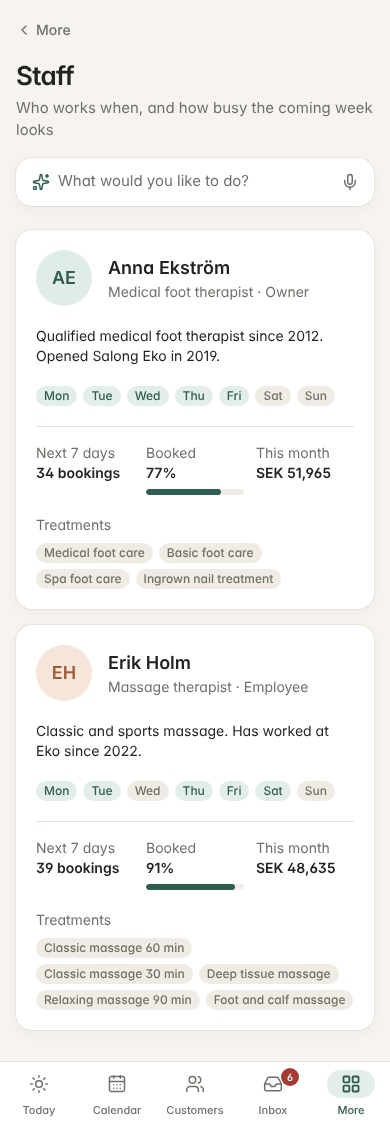 More
Staff
Who works when, and how busy the coming week
looks
What would you like to do?
AE
Anna Ekström
Medical foot therapist · Owner
Qualified medical foot therapist since 2012.
Opened Salong Eko in 2019.
Mon Tue Wed Thu Fri Sat Sun
Next 7 days Booked This month
34 bookings 77% SEK 51,965
Treatments
Medical foot care Basic foot care
Spa foot care Ingrown nail treatment
EH
Erik Holm
Massage therapist · Employee
Classic and sports massage. Has worked at
Eko since 2022.
Mon Tue Wed Thu Fri Sat Sun
Next 7 days Booked This month
39 bookings 91% SEK 48,635
Treatments
Classic massage 60 min
Classic massage 30 min Deep tissue massage
Relaxing massage 90 min Foot and calf massage
6
Today Calendar Customers Inbox More